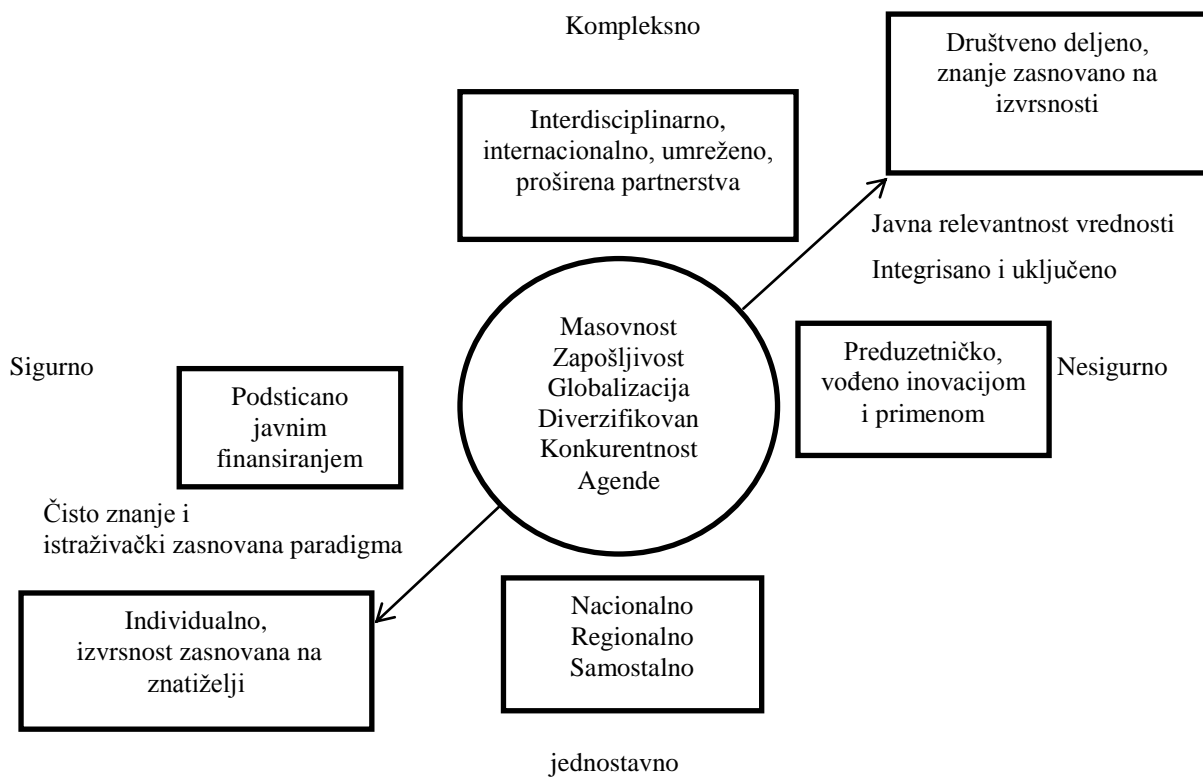 Kompleksno
Društveno deljeno,
znanje zasnovano na
izvrsnosti
Interdisciplinarno,
internacionalno, umreženo,
proširena partnerstva
Javna relevantnost vrednosti
Integrisano i uključeno
Masovnost
Zapošljivost
Globalizacija
Diverzifikovan
Konkurentnost
Agende
Preduzetničko,
vođeno inovacijom
i primenom
Nesigurno
Sigurno
Podsticano
javnim
finansiranjem
Čisto znanje i
istraživački zasnovana paradigma
Individualno,
izvrsnost zasnovana na
znatiželji
Nacionalno
Regionalno
Samostalno
jednostavno